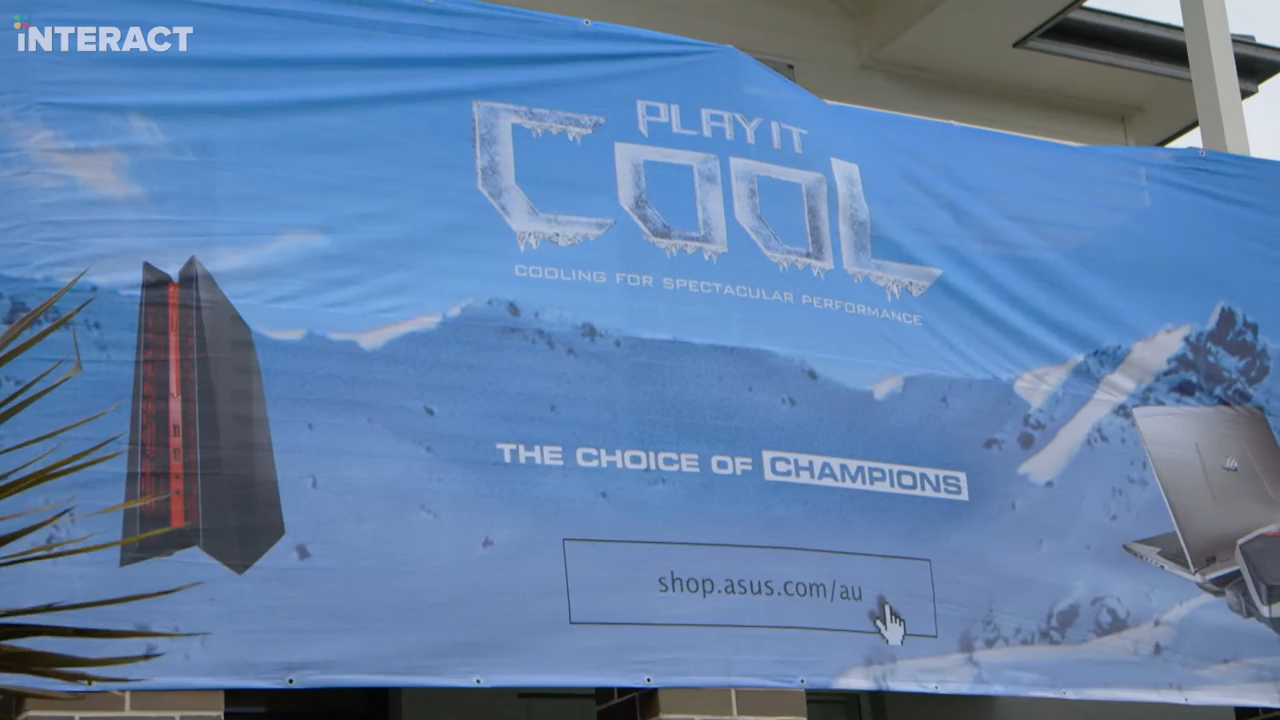 INTERACT
PLAY IT
COOL
COOLING FOR SPECTACULAR PERFORMANCE
THE CHOICE OF CHAMPIONS
shop.asus.com/au